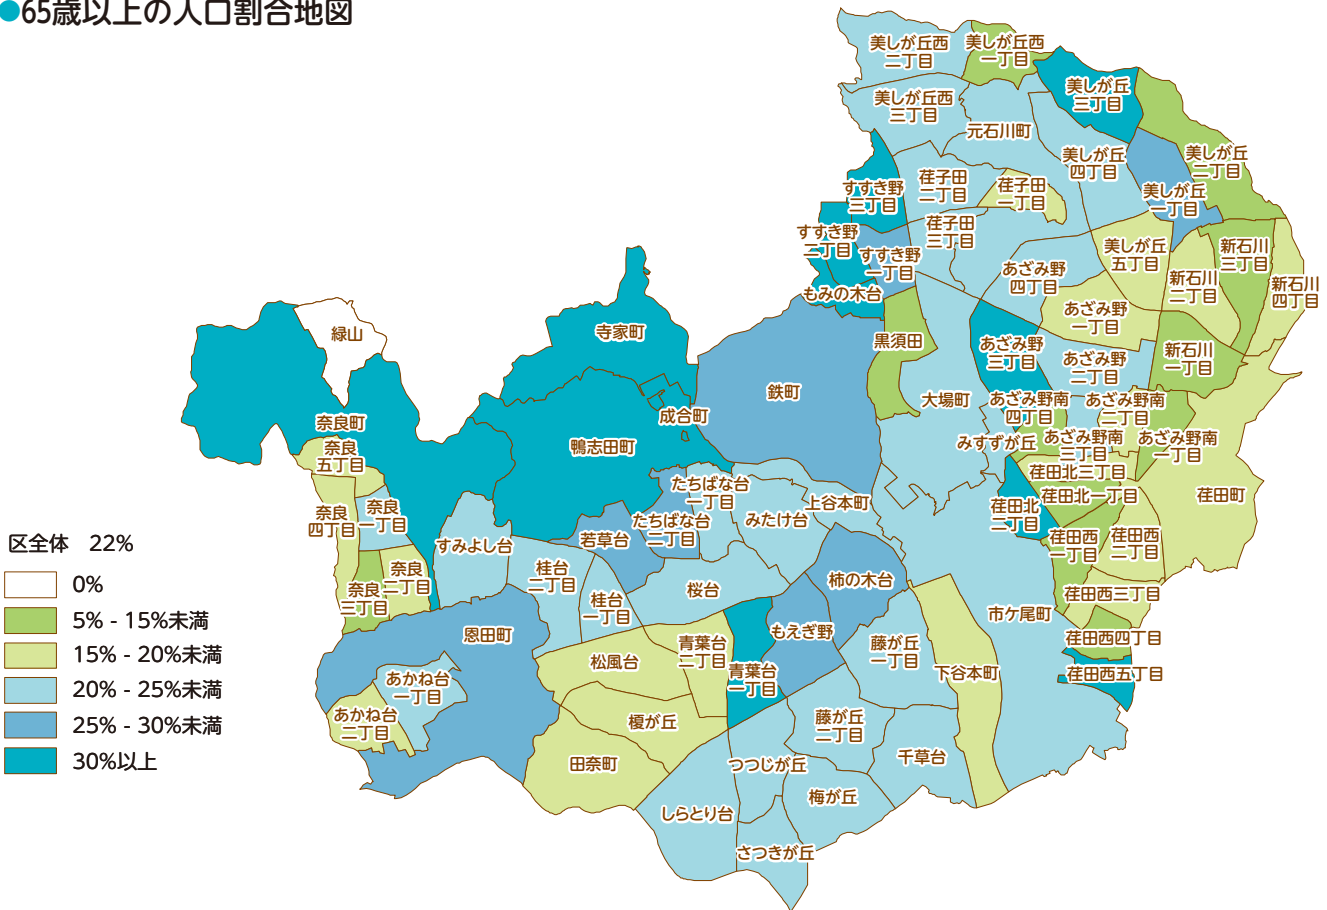 ●65歳以上の人口割合地図
美しが丘西
二丁目
美しが丘西
一丁目
美しが丘西
三丁目
美しが丘
三丁目
元石川町
美しが丘
四丁目
美しが丘
二丁目
美しが丘
一丁目
すすき野
三丁目
荏子田
二丁目
荏子田
一丁目
荏子田
三丁目
すすき野
二丁目
すすき野
一丁目
もみの木台
あざみ野
四丁目
美しが丘
五丁目
新石川
三丁目
新石川
二丁目
新石川
四丁目
あざみ野
一丁目
緑山
寺家町
黒須田
あざみ野
三丁目
あざみ野
二丁目
新石川
一丁目
鉄町
大場町
奈良町
成合町
鴨志田町
あざみ野南
四丁目
あざみ野南
二丁目
みすずが丘
あざみ野南
三丁目
あざみ野南
一丁目
奈良
五丁目
荏田北三丁目
荏田北一丁目
荏田町
たちばな台
一丁目
上谷本町
荏田北
二丁目
奈良
四丁目
奈良
一丁目
たちばな台
二丁目
みたけ台
すみよし台
若草台
荏田西
一丁目
荏田西
二丁目
奈良
二丁目
奈良
三丁目
桂台
二丁目
桂台
一丁目
桜台
柿の木台
荏田西三丁目
市ケ尾町
恩田町
もえぎ野
荏田西四丁目
青葉台
二丁目
藤が丘
一丁目
松風台
青葉台
一丁目
下谷本町
荏田西五丁目
あかね台
一丁目
あかね台
二丁目
榎が丘
藤が丘
二丁目
田奈町
つつじが丘
千草台
梅が丘
しらとり台
さつきが丘
区全体 22%
0%
5% - 15%未満
15% - 20%未満
20% - 25%未満
25% - 30%未満
30%以上